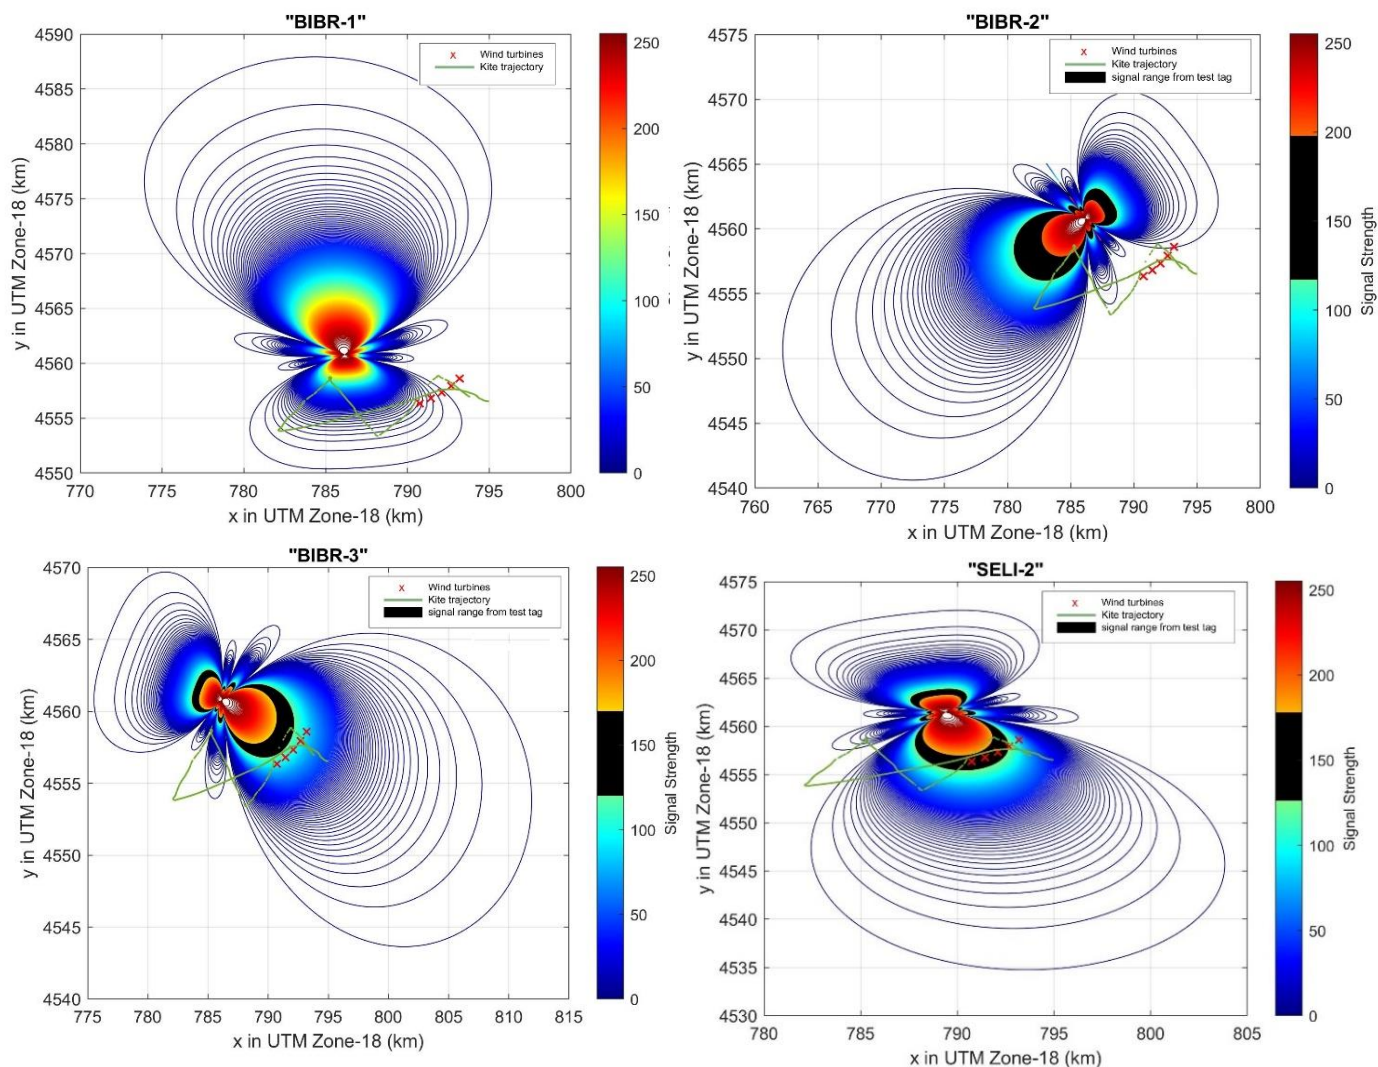 "BIBR-1"
4590
4585
4580
4575
4570
4565
4560
4555
4550
y in UTM Zone-18 (km)
770 775 780 785 790 795 800
x in UTM Zone-18 (km)
x Wind turbines
Kite trajectory
250
200
150
100
50
0
"BIBR-2"
4575
4570
4565
4560
4555
4550
4545
4540
y in UTM Zone-18 (km)
760 765 770 775 780 785 790 795 800
x in UTM Zone-18 (km)
x Wind turbines
Kite trajectory
signal range from test tag
250
200
150
100
50
0
Signal Strength
"BIBR-3"
4570
4565
4560
4555
4550
4545
4540
y in UTM Zone-18 (km)
775 780 785 790 795 800 805 810 815
x in UTM Zone-18 (km)
x Wind turbines
Kite trajectory
signal range from test tag
250
200
150
100
50
0
Signal Strength
"SELI-2"
4575
4570
4565
4560
4555
4550
4545
4540
4535
4530
y in UTM Zone-18 (km)
780 785 790 795 800 805
x in UTM Zone-18 (km)
x Wind turbines
Kite trajectory
signal range from test tag
250
200
150
100
50
0
Signal Strength